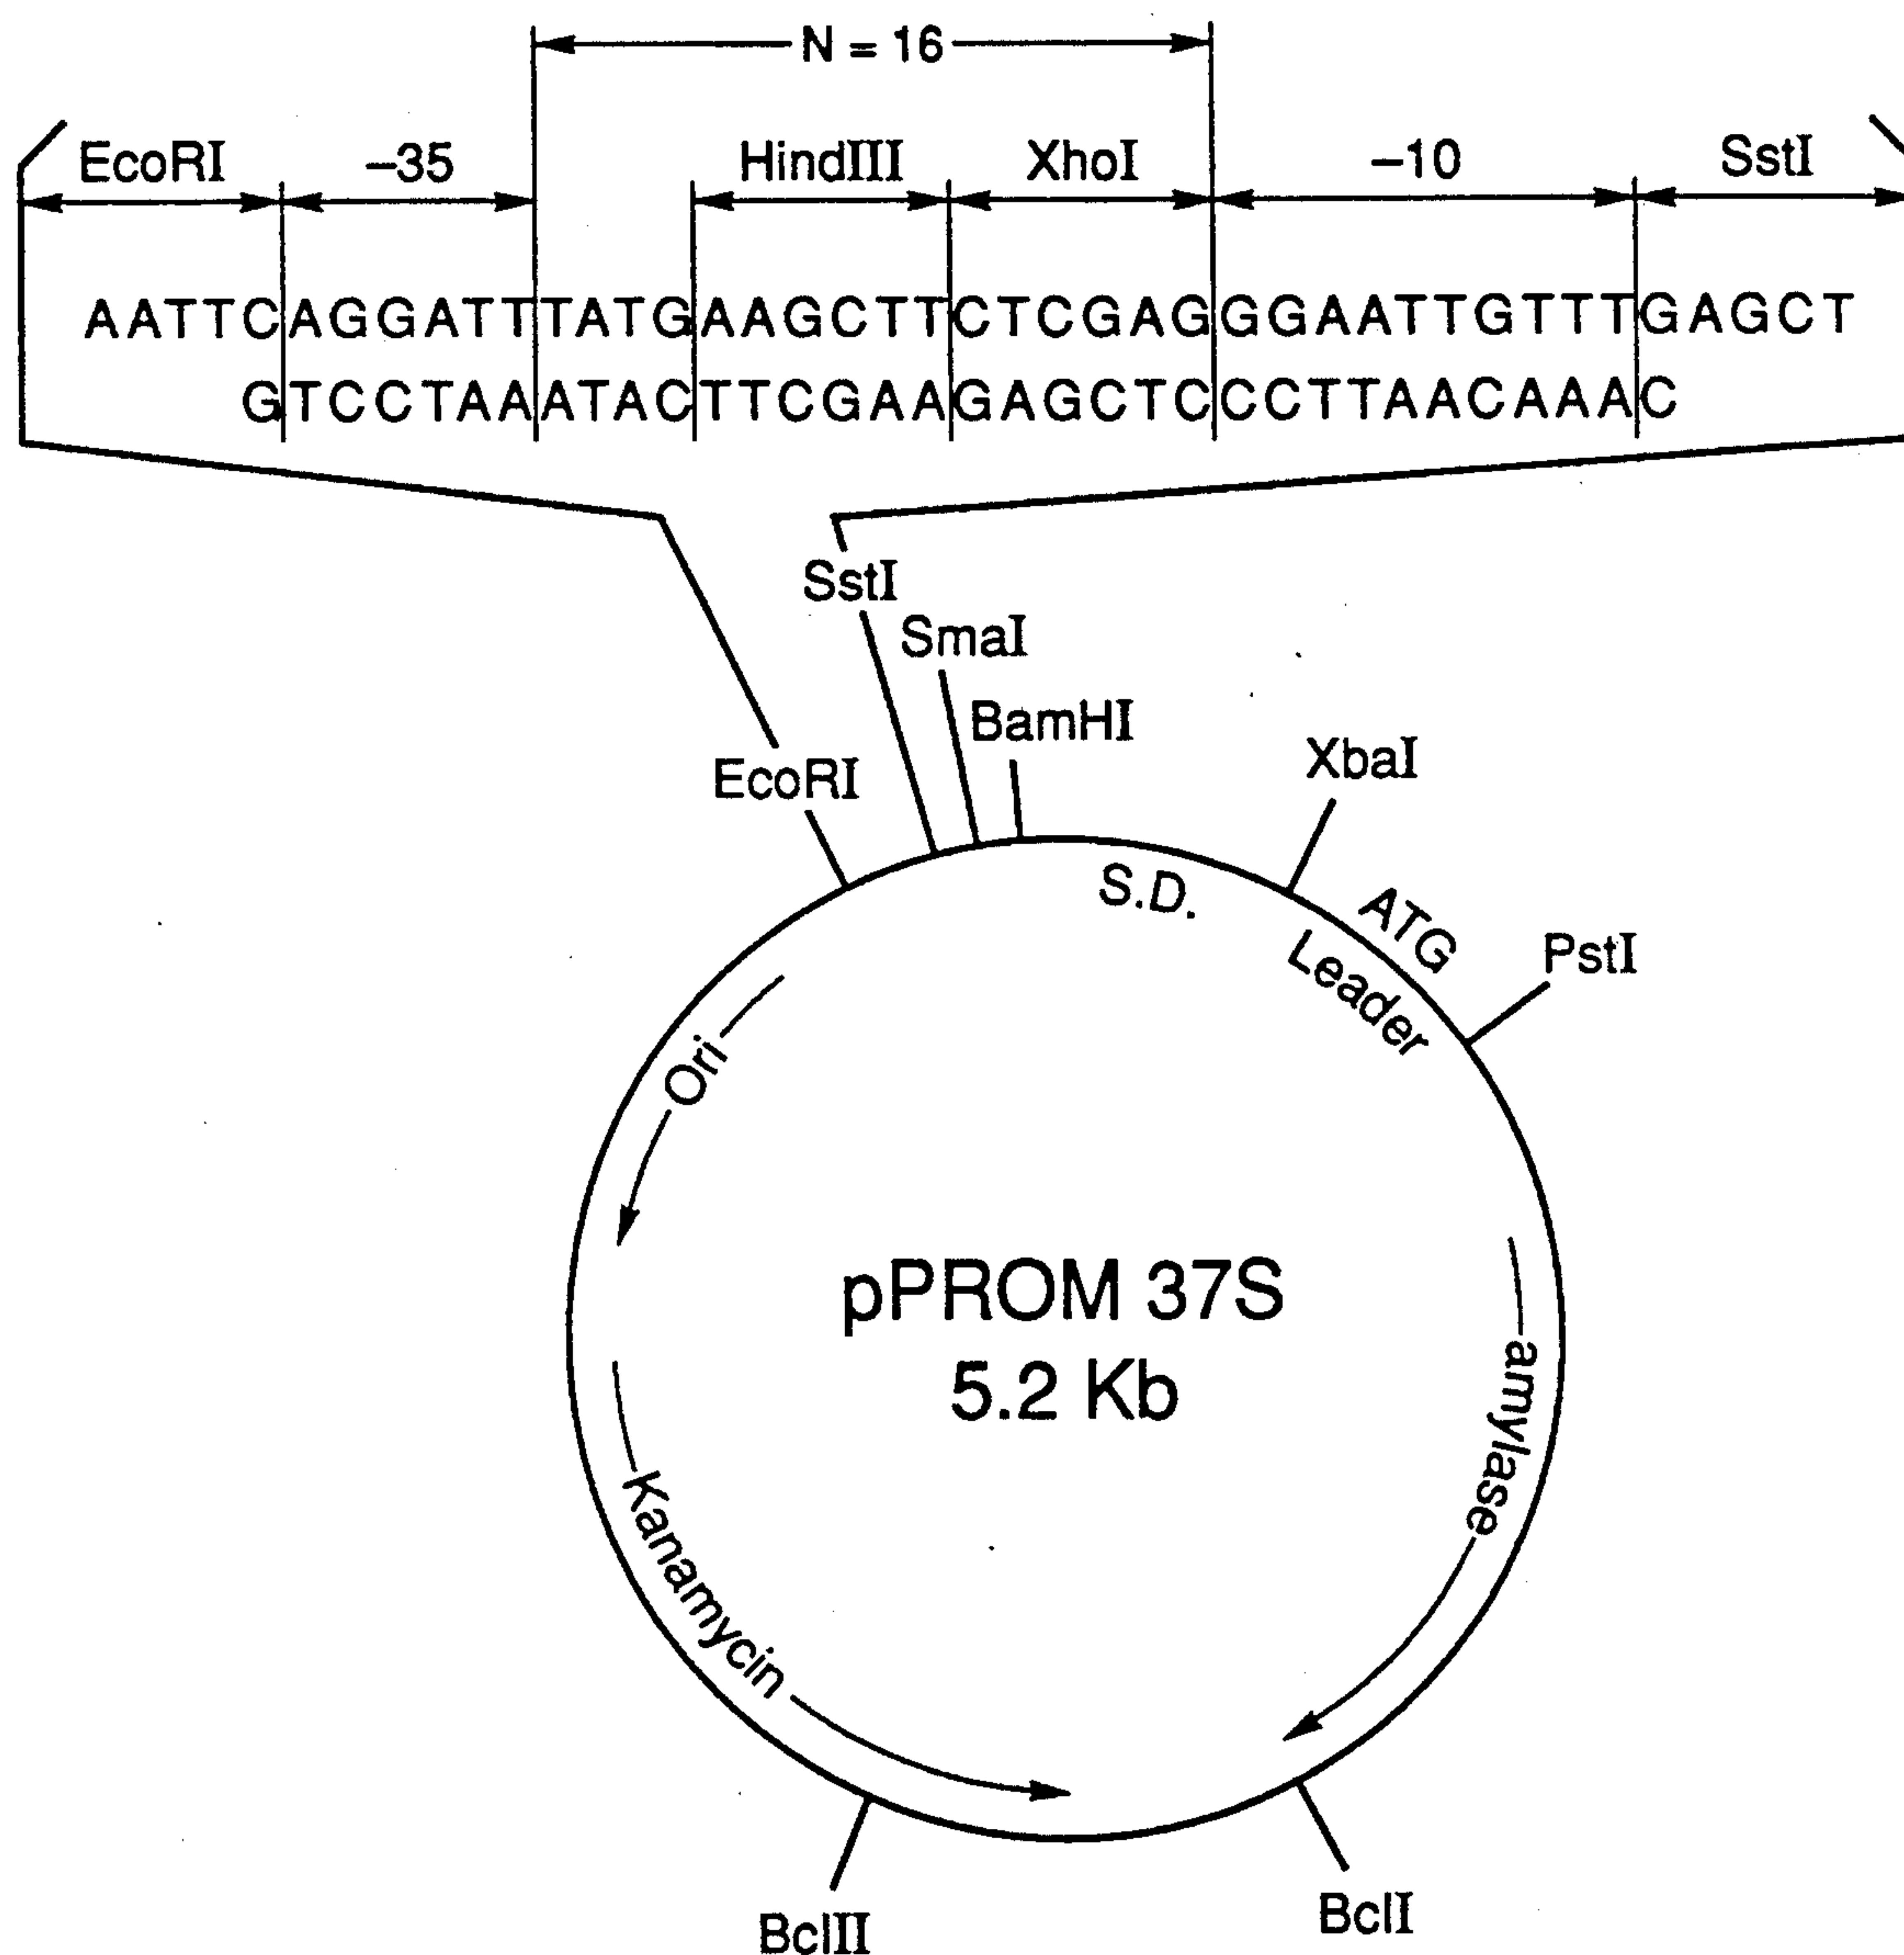 N = 16
EcoRI -35 HindIII XhoI -10 SstI
AATTCAGGATTTATGAAGCTTCTCGAGGGAATTGTTTGAGCT
GTCCTAAATACTTCGAAGAGCTCCCTTAACAAAC
SstI
SmaI
BamHI
XbaI
EcoRI
S.D.
ATG
Leader
PstI
Ori
pPROM 37S
5.2 Kb
amylase
Kanamycin
BclII
BclI